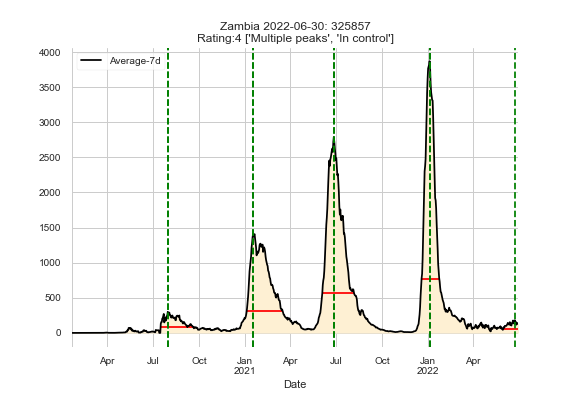 Zambia 2022-06-30: 325857
Rating:4 ['Multiple peaks', 'In control']
4000
3500
3000
2500
2000
1500
1000
500
0
Average-7d
Apr Jul Oct Jan Apr Jul Oct Jan Apr
2021 2022
Date